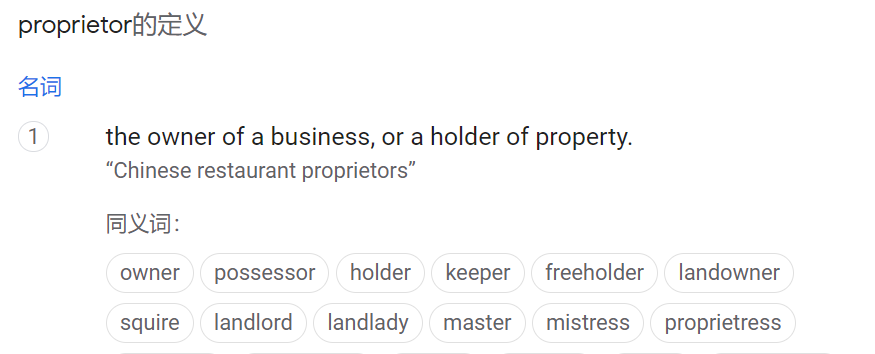 proprietor的定义
名词
1 the owner of a business, or a holder of property.
“Chinese restaurant proprietors”
同义词：
owner possessor holder keeper freeholder landowner
squire landlord landlady master mistress proprietress